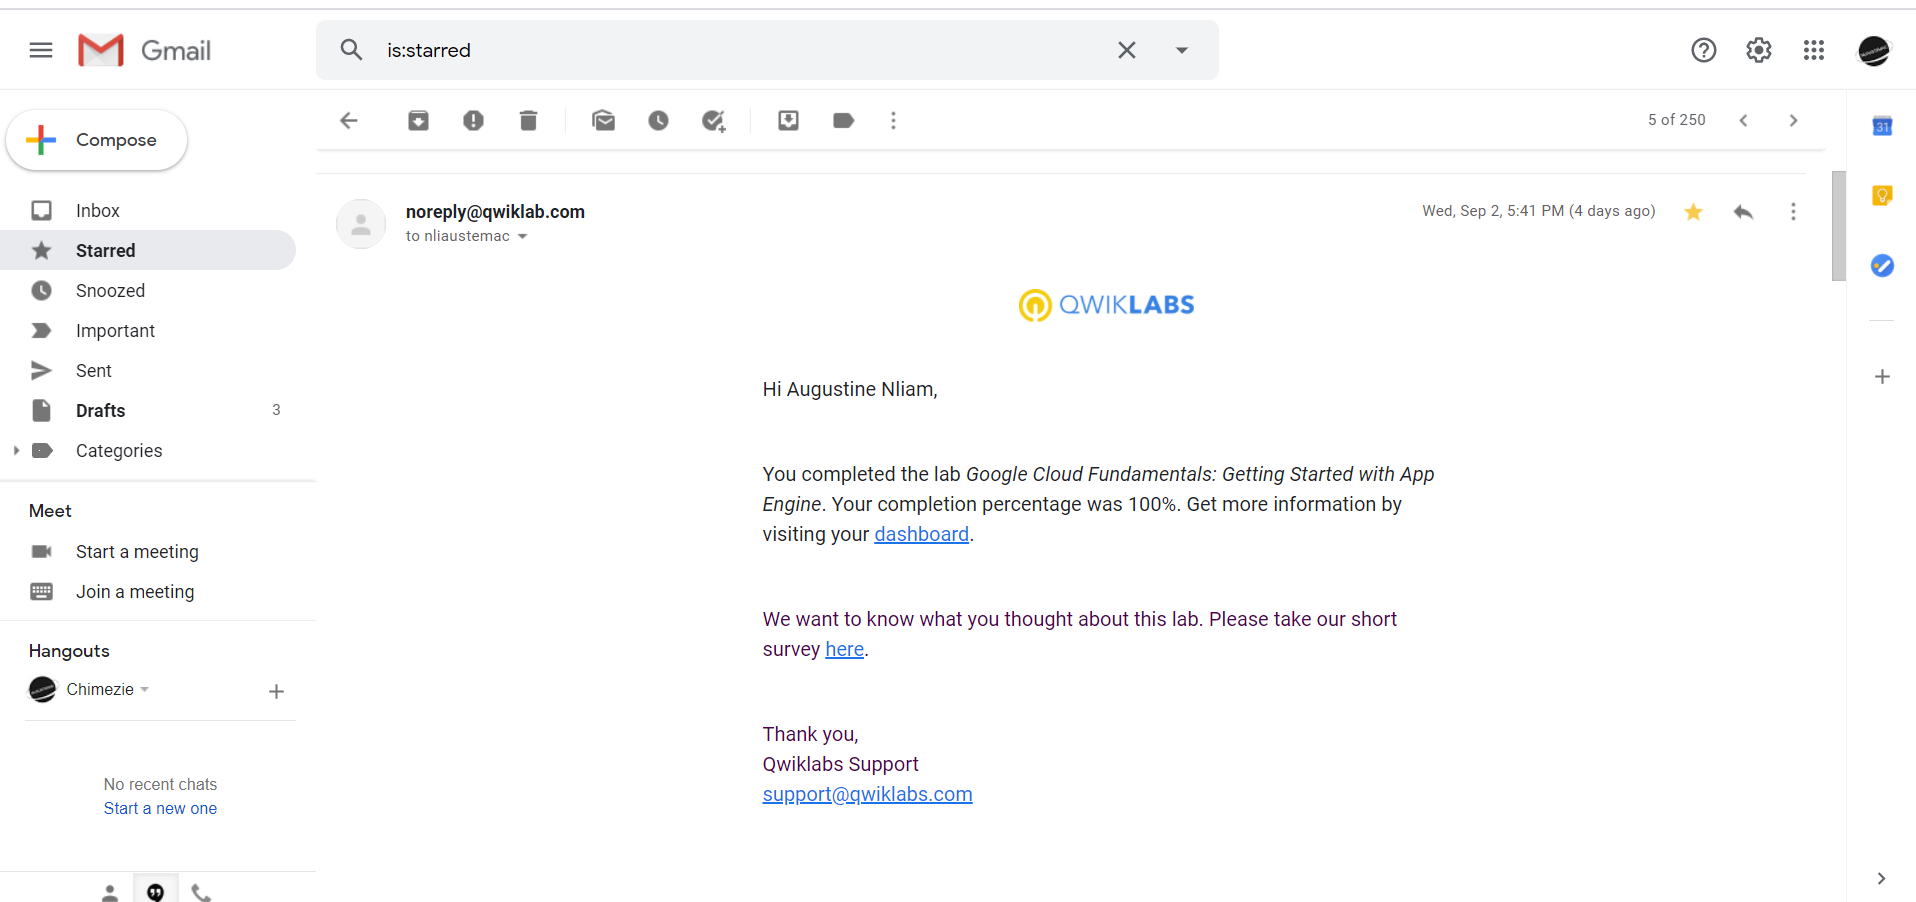 Gmail
is:starred
Compose
5 of 250
31
Inbox
Starred
Snoozed
Important
Sent
Drafts 3
Categories
Meet
Start a meeting
Join a meeting
Hangouts
Chimezie
No recent chats
Start a new one
noreply@qwiklab.com
Wed, Sep 2, 5:41 PM (4 days ago)
to nliaustemac
QWIKLABS
Hi Augustine Nliam,
You completed the lab Google Cloud Fundamentals: Getting Started with App
Engine. Your completion percentage was 100%. Get more information by
visiting your dashboard.
We want to know what you thought about this lab. Please take our short
survey here.
Thank you,
Qwiklabs Support
support@qwiklabs.com